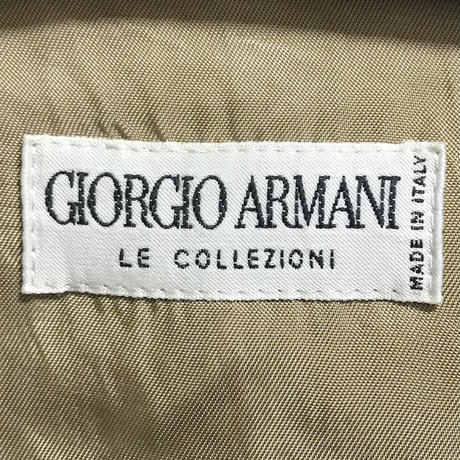 GIORGIO ARMANI
LE COLLEZIONI
MADE IN ITALY